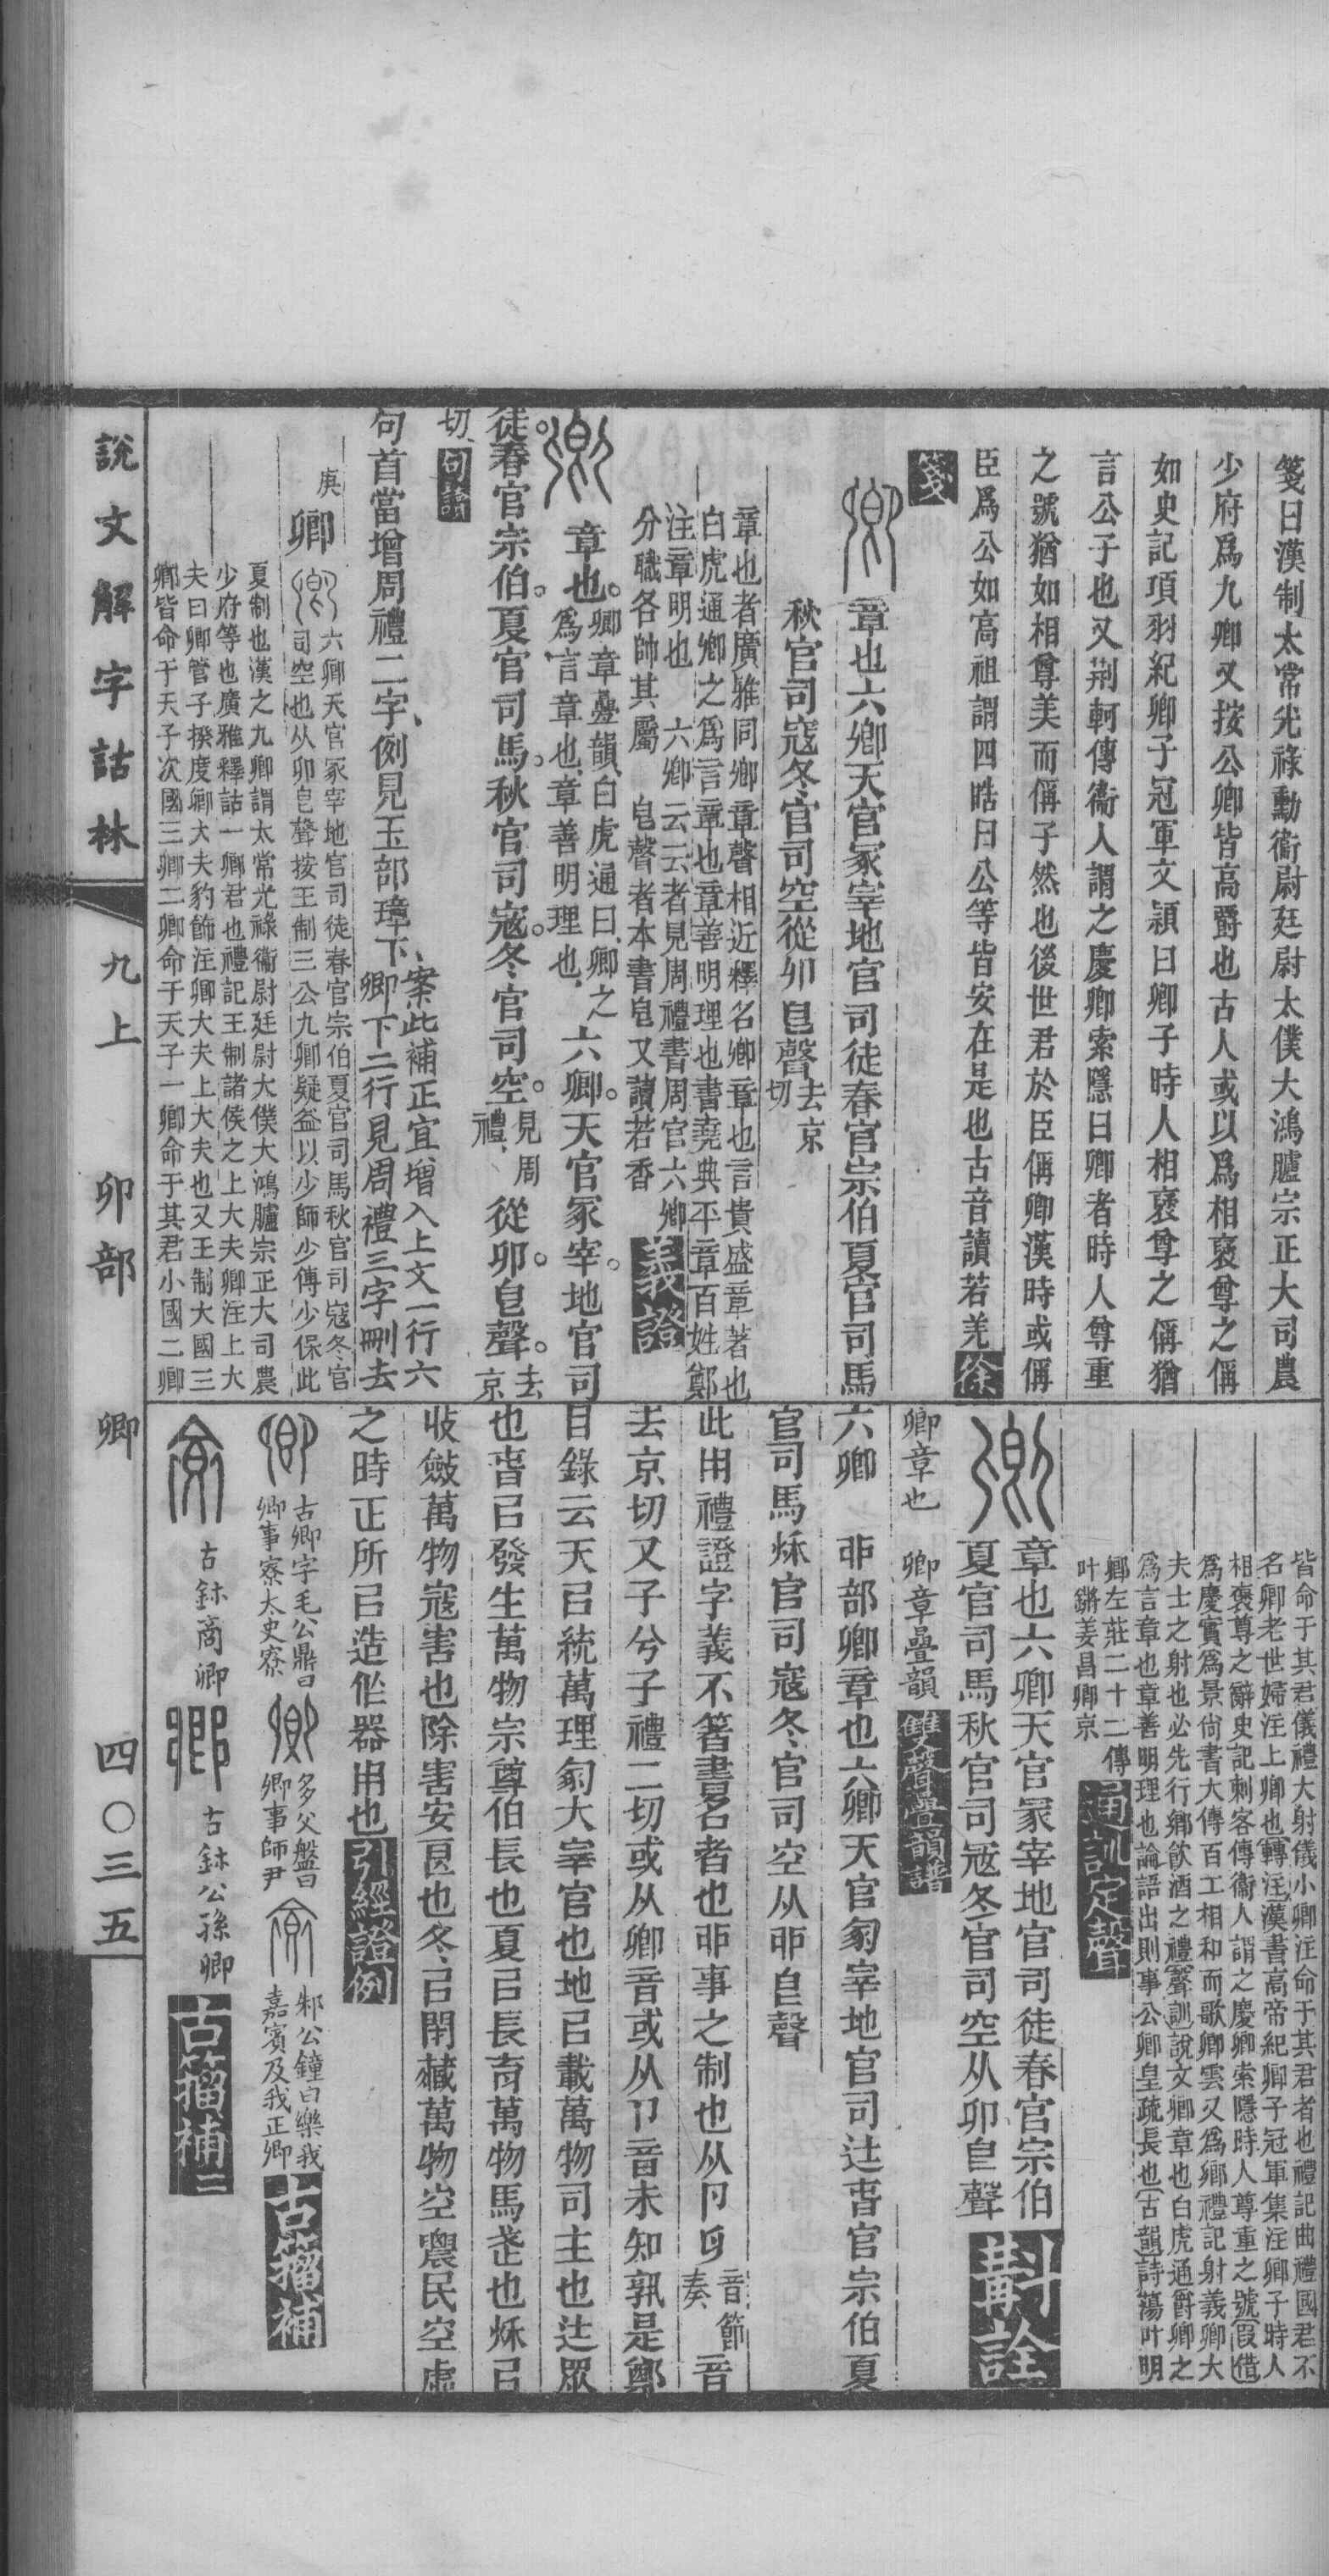 箋曰漢制太常光祿勳衞尉廷尉太僕大鴻臚宗正大司農
少府爲九卿又按公卿皆高爵也古人或以爲相襃尊之偁
如史記項羽紀卿子冠軍文穎曰卿子時人相襃尊之偁猶
言公子也又荆軻傳衞人謂之慶卿索隱曰卿者時人尊重
之號猶如相尊美而偁子然也後世君於臣偁卿漢時或偁
臣爲公如高祖謂四晧曰公等皆安在是也古音讀若羌徐
箋
章也六卿天官冢宰地官司徒春官宗伯夏官司馬
秋官司寇冬官司空從卯皀聲去京切
章也者廣雅同卿章聲相近釋名卿章也言貴盛章著也
白虎通卿之爲言章也章善明理也書堯典平章百姓鄭
注章明也 六卿云云者見周禮書周官六卿
分職各帥其屬 皀聲者本書皀又讀若香義證
章也。卿章疊韻、白虎通曰、卿之爲言章也、章善明理也、六卿。天官冢宰。地官司
徒。春官宗伯。夏官司馬。秋官司寇。冬官司空。見周禮、從卯。皀聲。去京
切、句讀
句首當增周禮二字、例見玉部璋下、案此補正宜增入上文一行六卿下二行見周禮三字刪去
庚 卿 六卿天官冢宰地官司徒春官宗伯夏官司馬秋官司寇冬官
司空也从卯皀聲按王制三公九卿疑益以少師少傅少保此
夏制也漢之九卿謂太常光祿衞尉廷尉大僕大鴻臚宗正大司農
少府等也廣雅釋詁一卿君也禮記王制諸侯之上大夫卿注上大
夫曰卿管子揆度卿大夫豹飾注卿大夫上大夫也又王制大國三
卿皆命于天子次國三卿二卿命于天子一卿命于其君小國二卿
皆命于其君儀禮大射儀小卿注命于其君者也禮記曲禮國君不
名卿老世婦注上卿也轉注漢書高帝紀卿子冠軍集注卿子時人
相襃尊之辭史記刺客傳衞人謂之慶卿索隱時人尊重之號叚借
爲慶實爲景尚書大傳百工相和而歌卿雲又爲鄉禮記射義卿大
夫士之射也必先行鄉飲酒之禮聲訓說文卿章也白虎通爵卿之
爲言章也章善明理也論語出則事公卿皇疏長也古韻詩蕩叶明
卿左莊二十二傳
叶鏘姜昌卿京通訓定聲
章也六卿天官冢宰地官司徒春官宗伯
夏官司馬秋官司寇冬官司空从卯皀聲斠詮
卿章也 卿章疊韻雙聲疊韻譜
六卿 卯部卿章也六卿天官冢宰地官司徒春官宗伯夏
官司馬秌官司寇冬官司空从卯皀聲
此用禮證字義不箸書名者也卯事之制也从卪𠨎音節音奏
去京切又子兮子禮二切或从卿音或从卪音未知孰是鄭
目錄云天㠯統萬理冢大宰官也地㠯載萬物司主也徒眾
也春㠯發生萬物宗尊伯長也夏㠯長育萬物馬武也秌㠯
收斂萬物寇害也除害安民也冬㠯閉藏萬物空農民空虛
之時正所㠯造作器用也引經證例
古卿字毛公鼎曰卿事寮太史寮 多父盤曰卿事師尹 邾公鐘曰樂我嘉賓及我正卿古籀補
古鉢商卿 古鉢公孫卿古籀補二
說文解字詁林 九上 卯部 卿 四〇三五